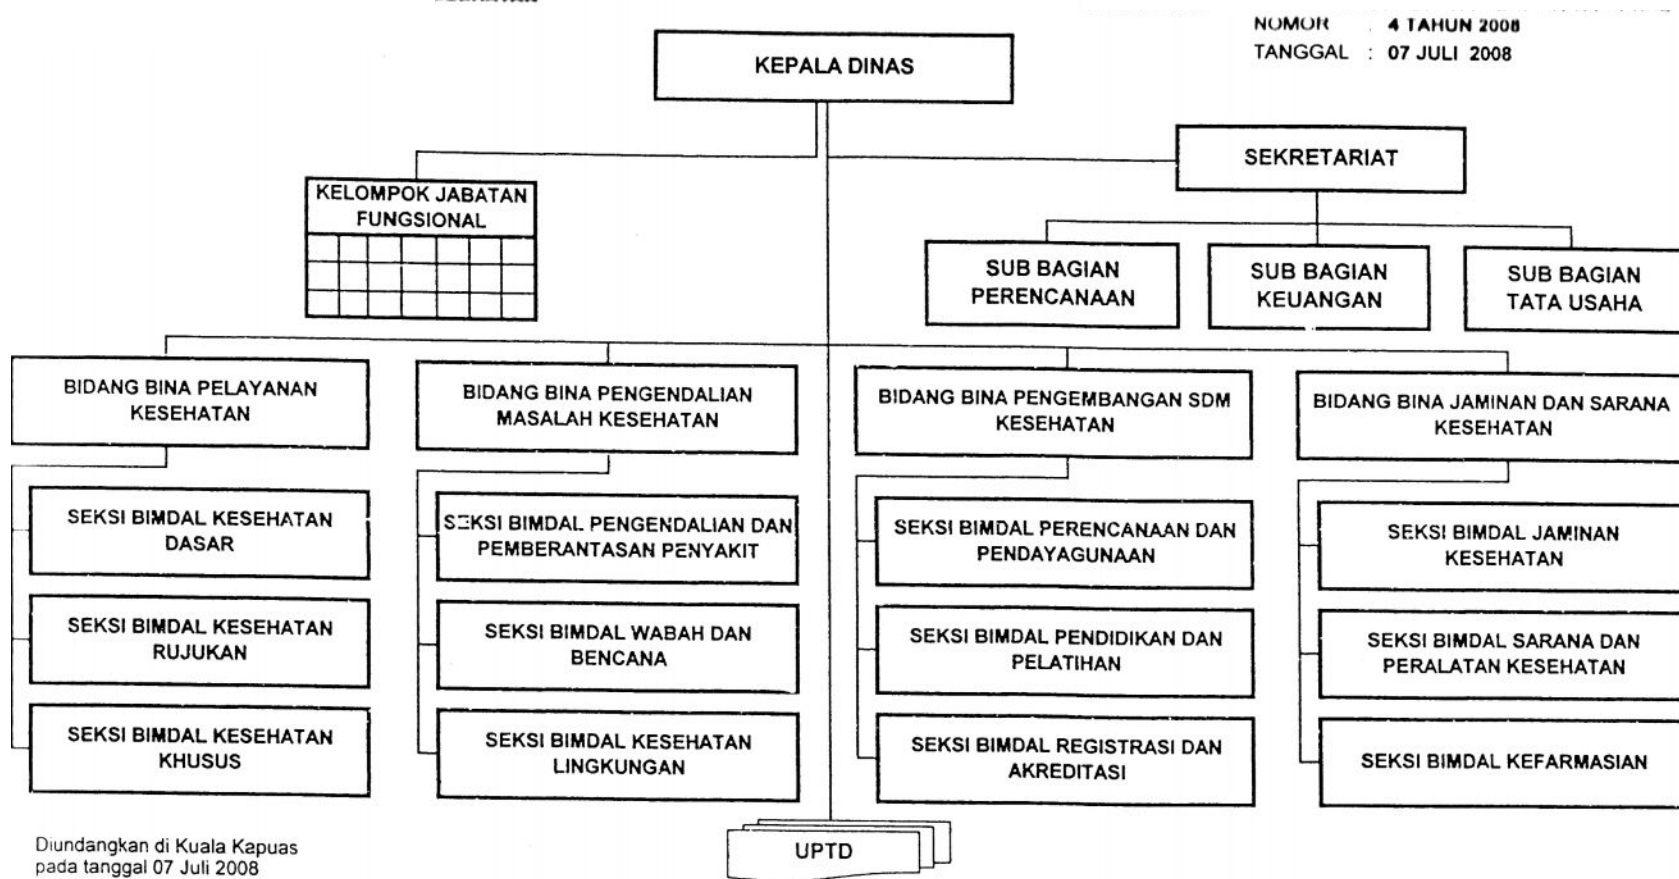 NOMOR : 4 TAHUN 2008
TANGGAL : 07 JULI 2008
KEPALA DINAS
SEKRETARIAT
KELOMPOK JABATAN
FUNGSIONAL
SUB BAGIAN
PERENCANAAN
SUB BAGIAN
KEUANGAN
SUB BAGIAN
TATA USAHA
BIDANG BINA PELAYANAN
KESEHATAN
BIDANG BINA PENGENDALIAN
MASALAH KESEHATAN
BIDANG BINA PENGEMBANGAN SDM
KESEHATAN
BIDANG BINA JAMINAN DAN SARANA
KESEHATAN
SEKSI BIMDAL KESEHATAN
DASAR
SEKSI BIMDAL PENGENDALIAN DAN
PEMBERANTASAN PENYAKIT
SEKSI BIMDAL PERENCANAAN DAN
PENDAYAGUNAAN
SEKSI BIMDAL JAMINAN
KESEHATAN
SEKSI BIMDAL KESEHATAN
RUJUKAN
SEKSI BIMDAL WABAH DAN
BENCANA
SEKSI BIMDAL PENDIDIKAN DAN
PELATIHAN
SEKSI BIMDAL SARANA DAN
PERALATAN KESEHATAN
SEKSI BIMDAL KESEHATAN
KHUSUS
SEKSI BIMDAL KESEHATAN
LINGKUNGAN
SEKSI BIMDAL REGISTRASI DAN
AKREDITASI
SEKSI BIMDAL KEFARMASIAN
UPTD
Diundangkan di Kuala Kapuas
pada tanggal 07 Juli 2008